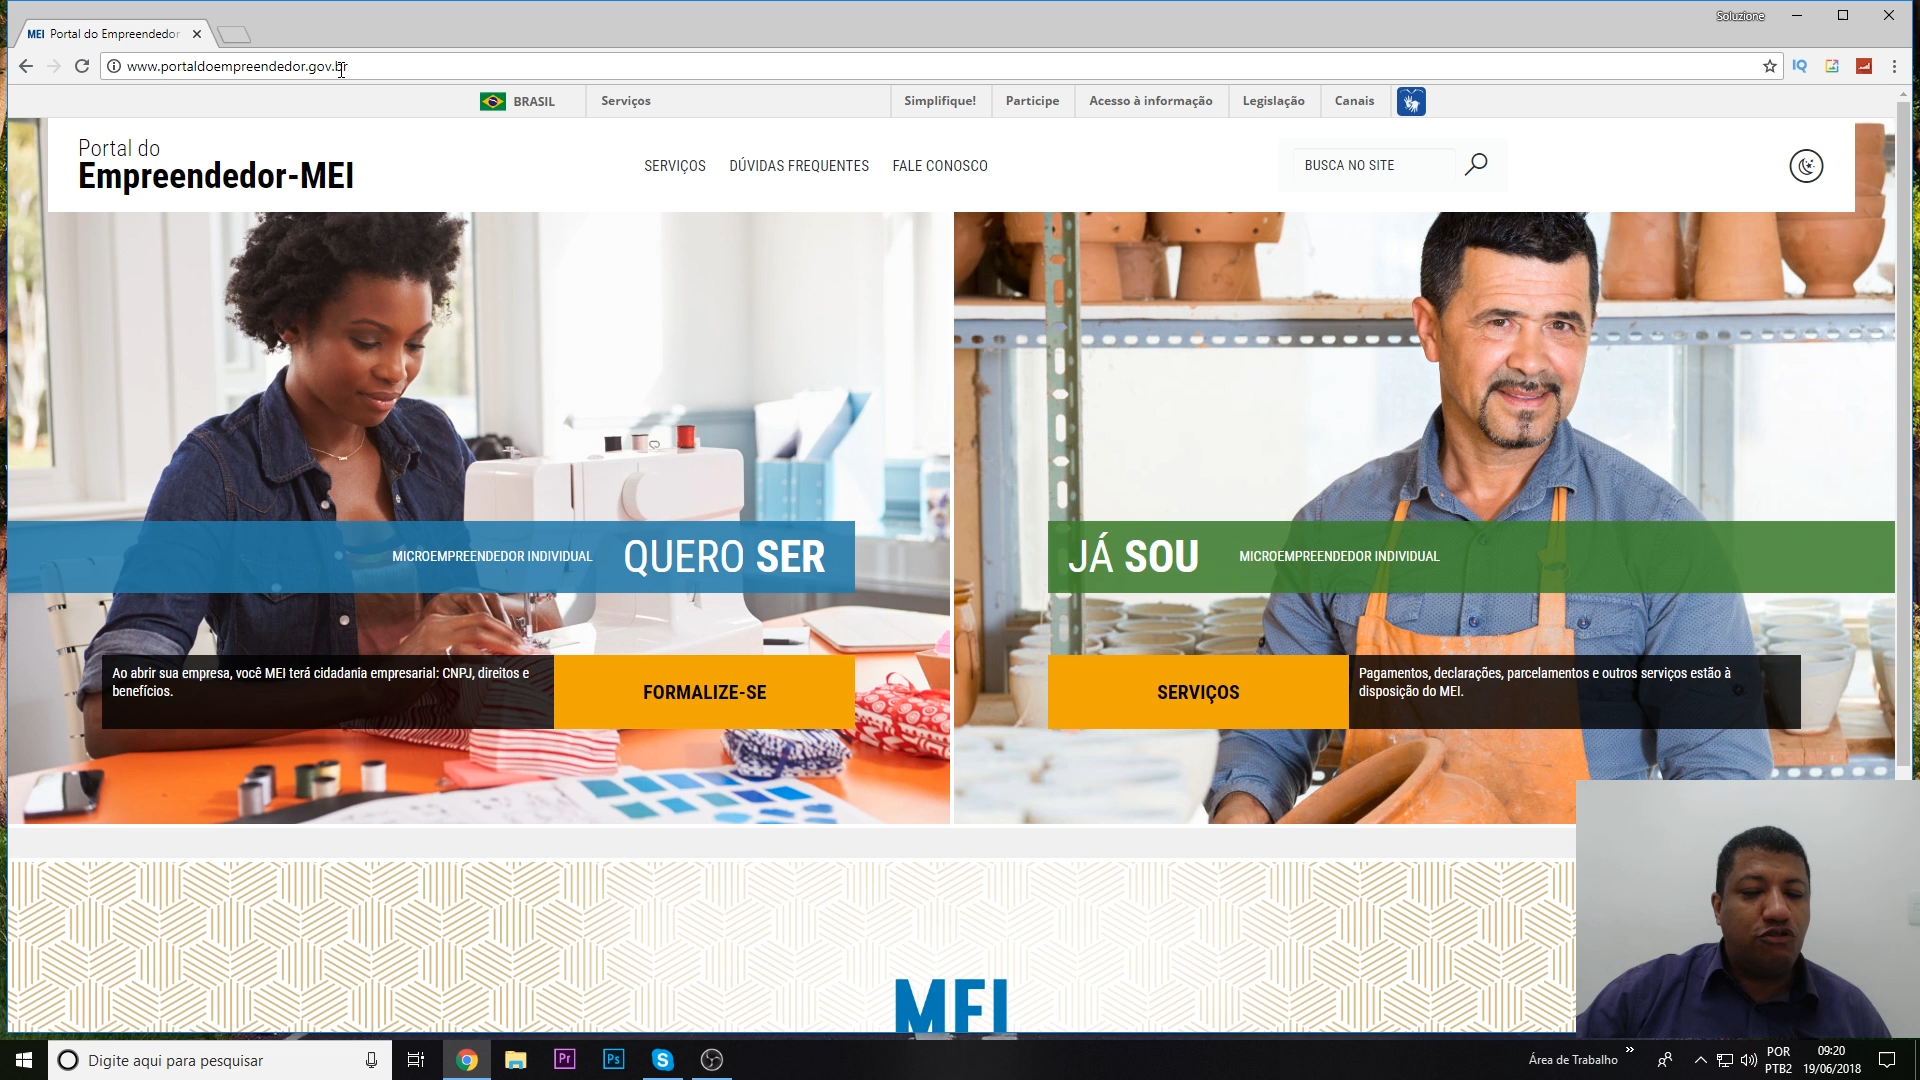 Soluzione
MEI Portal do Empreendedor
www.portaldoempreendedor.gov.br
IQ
BRASIL
Serviços
Simplifique!
Participe
Acesso à informação
Legislação
Canais
Portal do
Empreendedor-MEI
SERVIÇOS
DÚVIDAS FREQUENTES
FALE CONOSCO
BUSCA NO SITE
MICROEMPREENDEDOR INDIVIDUAL QUERO SER
JÁ SOU MICROEMPREENDEDOR INDIVIDUAL
Ao abrir sua empresa, você MEI terá cidadania empresarial: CNPJ, direitos e
benefícios.
FORMALIZE-SE
SERVIÇOS
Pagamentos, declarações, parcelamentos e outros serviços estão à
disposição do MEI.
MEI
Digite aqui para pesquisar
Pr
Ps
S
Área de Trabalho
POR
PTB2
09:20
19/06/2018